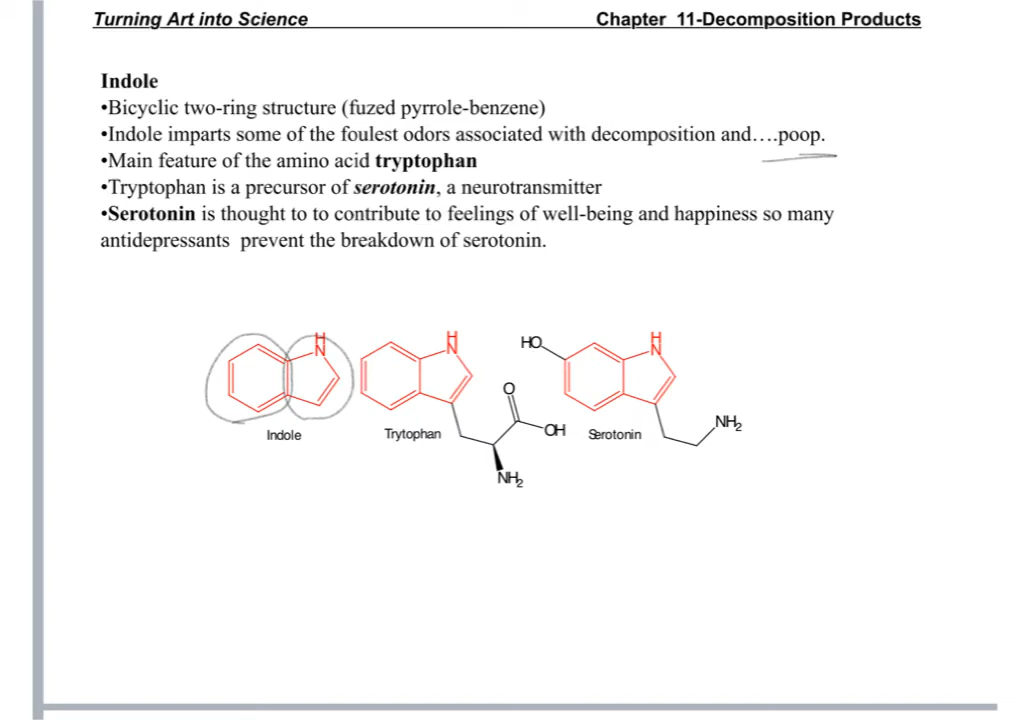 Turning Art into Science Chapter 11-Decomposition Products
Indole
•Bicyclic two-ring structure (fuzed pyrrole-benzene)
•Indole imparts some of the foulest odors associated with decomposition and….poop.
•Main feature of the amino acid tryptophan
•Tryptophan is a precursor of serotonin, a neurotransmitter
•Serotonin is thought to to contribute to feelings of well-being and happiness so many
antidepressants prevent the breakdown of serotonin.
H
N
H
N
HO
H
N
O
OH
NH2
NH2
Indole
Trytophan
Serotonin